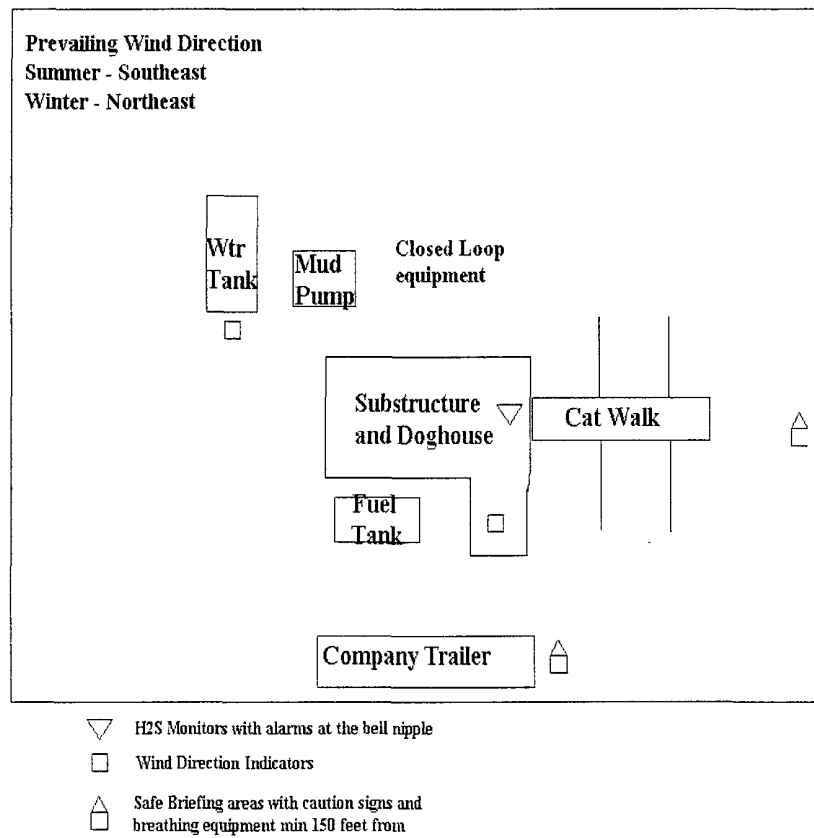 Prevailing Wind Direction
Summer - Southeast
Winter - Northeast
Wtr
Tank
Mud
Pump
Closed Loop
equipment
Substructure
and Doghouse
Cat Walk
Fuel
Tank
Company Trailer
H2S Monitors with alarms at the bell nipple
Wind Direction Indicators
Safe Briefing areas with caution signs and
breathing equipment min 150 feet from